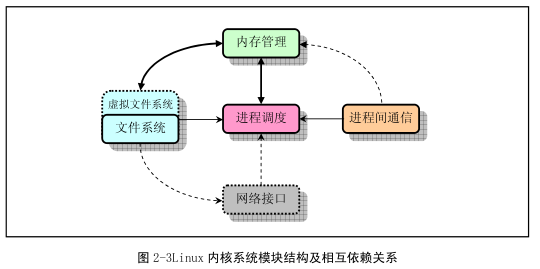 内存管理
虚拟文件系统
文件系统
进程调度
进程间通信
网络接口
图 2-3Linux 内核系统模块结构及相互依赖关系